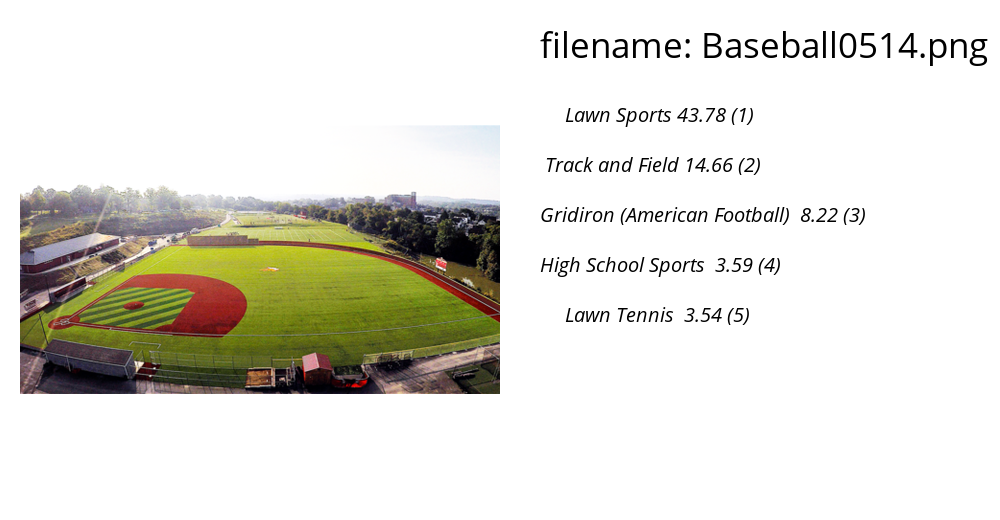 filename: Baseball0514.png
Lawn Sports 43.78 (1)
Track and Field 14.66 (2)
Gridiron (American Football) 8.22 (3)
High School Sports 3.59 (4)
Lawn Tennis 3.54 (5)